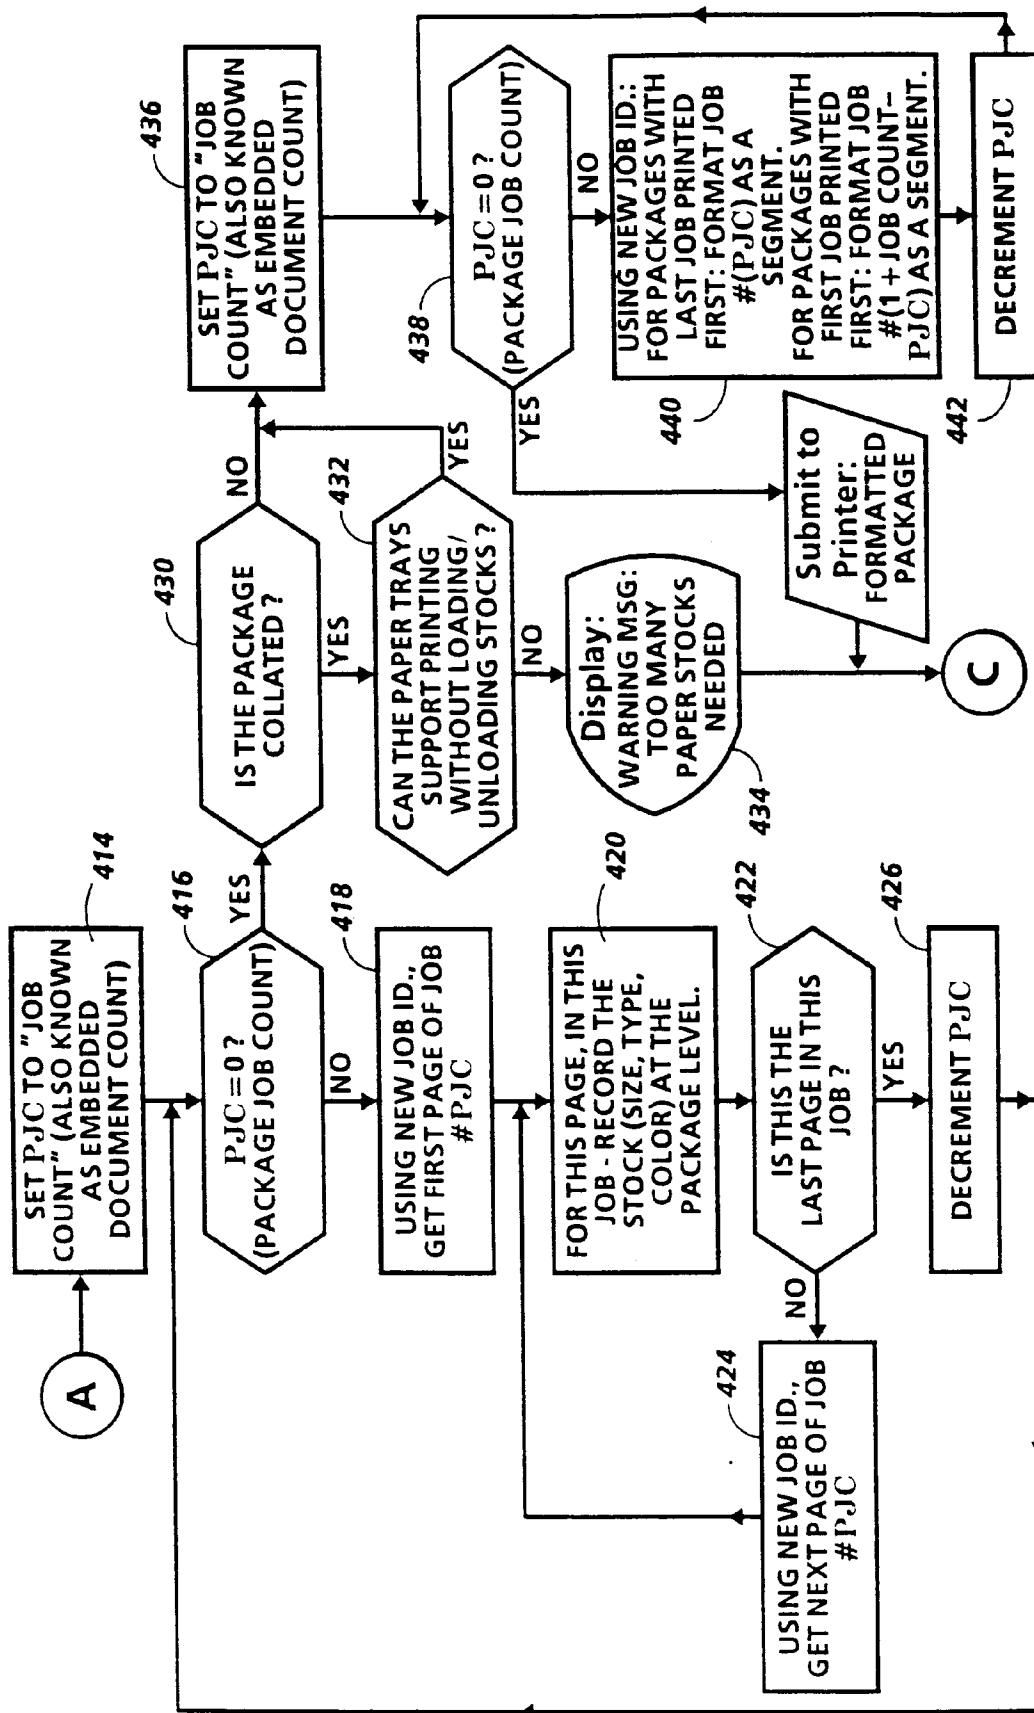 A
SET PJC TO "JOB
COUNT" (ALSO KNOWN
AS EMBEDDED
DOCUMENT COUNT)
414
PJC=0?
(PACKAGE JOB COUNT)
416
YES
NO
USING NEW JOB ID.,
GET FIRST PAGE OF JOB
#PJC
418
FOR THIS PAGE, IN THIS
JOB - RECORD THE
STOCK (SIZE, TYPE,
COLOR) AT THE
PACKAGE LEVEL.
420
IS THIS THE
LAST PAGE IN THIS
JOB?
422
NO
YES
USING NEW JOB ID.,
GET NEXT PAGE OF JOB
#PJC
424
DECREMENT PJC
426
IS THE PACKAGE
COLLATED?
430
NO
YES
CAN THE PAPER TRAYS
SUPPORT PRINTING
WITHOUT LOADING/
UNLOADING STOCKS?
432
YES
NO
Display:
WARNING MSG:
TOO MANY
PAPER STOCKS
NEEDED
434
SET PJC TO "JOB
COUNT" (ALSO KNOWN
AS EMBEDDED
DOCUMENT COUNT)
436
PJC=0?
(PACKAGE JOB COUNT)
438
YES
NO
USING NEW JOB ID.:
FOR PACKAGES WITH
LAST JOB PRINTED
FIRST: FORMAT JOB
#(PJC) AS A
SEGMENT.
FOR PACKAGES WITH
FIRST JOB PRINTED
FIRST: FORMAT JOB
#(1 + JOB COUNT–
PJC) AS A SEGMENT.
440
DECREMENT PJC
442
Submit to
Printer:
FORMATTED
PACKAGE
C